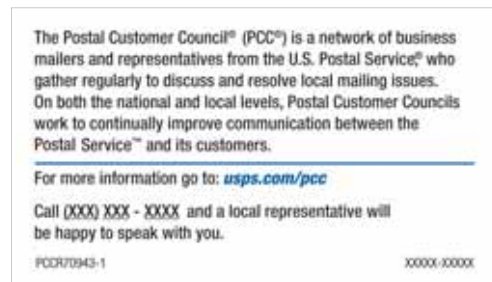 The Postal Customer Council® (PCC®) is a network of business
mailers and representatives from the U.S. Postal Service,® who
gather regularly to discuss and resolve local mailing issues.
On both the national and local levels, Postal Customer Councils
work to continually improve communication between the
Postal Service™ and its customers.
For more information go to: usps.com/pcc
Call (XXX) XXX - XXXX and a local representative will
be happy to speak with you.
PCCR70943-1
XXXXX-XXXXX